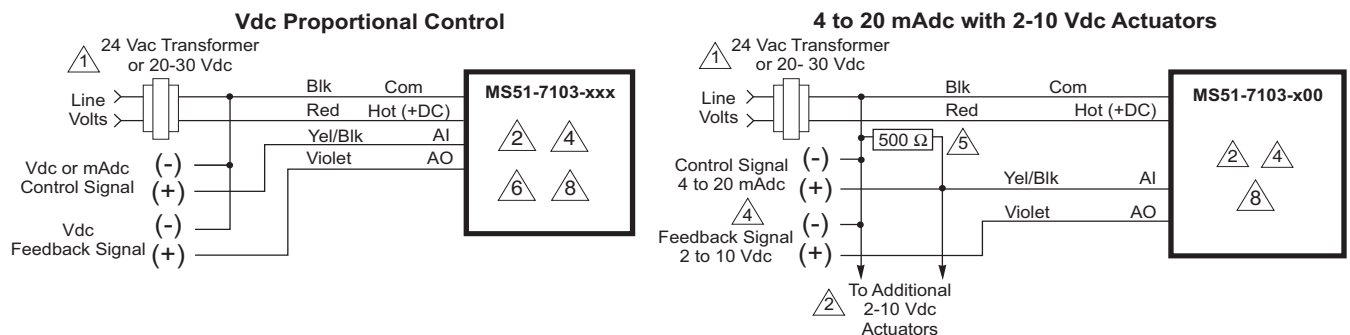 Vdc Proportional Control
1
24 Vac Transformer
or 20-30 Vdc
Line
Volts
Blk Com
Red Hot (+DC)
Yel/Blk AI
Violet AO
MS51-7103-xxx
2 4
6 8
Vdc or mAdc
Control Signal
(-)
(+)
Vdc
Feedback Signal
(-)
(+)
4 to 20 mAdc with 2-10 Vdc Actuators
1
24 Vac Transformer
or 20- 30 Vdc
Line
Volts
Blk Com
Red Hot (+DC)
500 Ω
5
MS51-7103-x00
2 4
8
Control Signal
4 to 20 mAdc
(-)
(+)
Yel/Blk AI
Violet AO
4
Feedback Signal
2 to 10 Vdc
(-)
(+)
2
To Additional
2-10 Vdc
Actuators